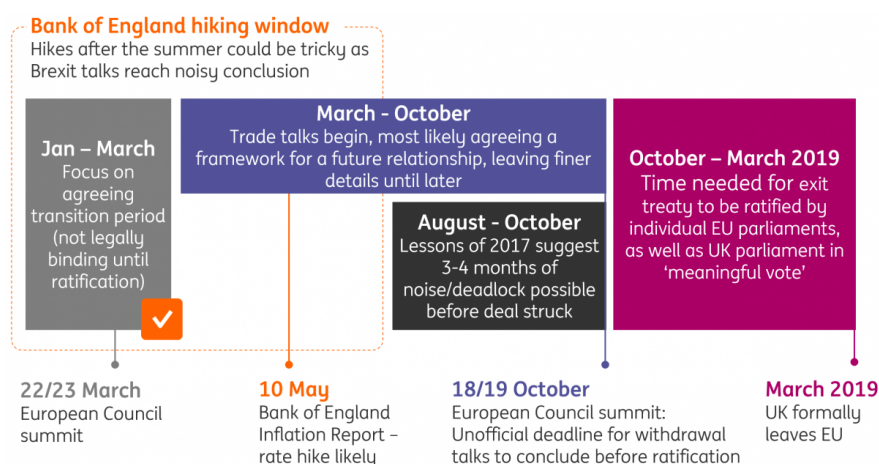 Bank of England hiking window
Hikes after the summer could be tricky as
Brexit talks reach noisy conclusion
Jan – March
Focus on
agreeing
transition period
(not legally
binding until
ratification)
March - October
Trade talks begin, most likely agreeing a
framework for a future relationship, leaving finer
details until later
August - October
Lessons of 2017 suggest
3-4 months of
noise/deadlock possible
before deal struck
October – March 2019
Time needed for exit
treaty to be ratified by
individual EU parliaments,
as well as UK parliament in
‘meaningful vote’
22/23 March
European Council
summit
10 May
Bank of England
Inflation Report –
rate hike likely
18/19 October
European Council summit:
Unofficial deadline for withdrawal
talks to conclude before ratification
March 2019
UK formally
leaves EU